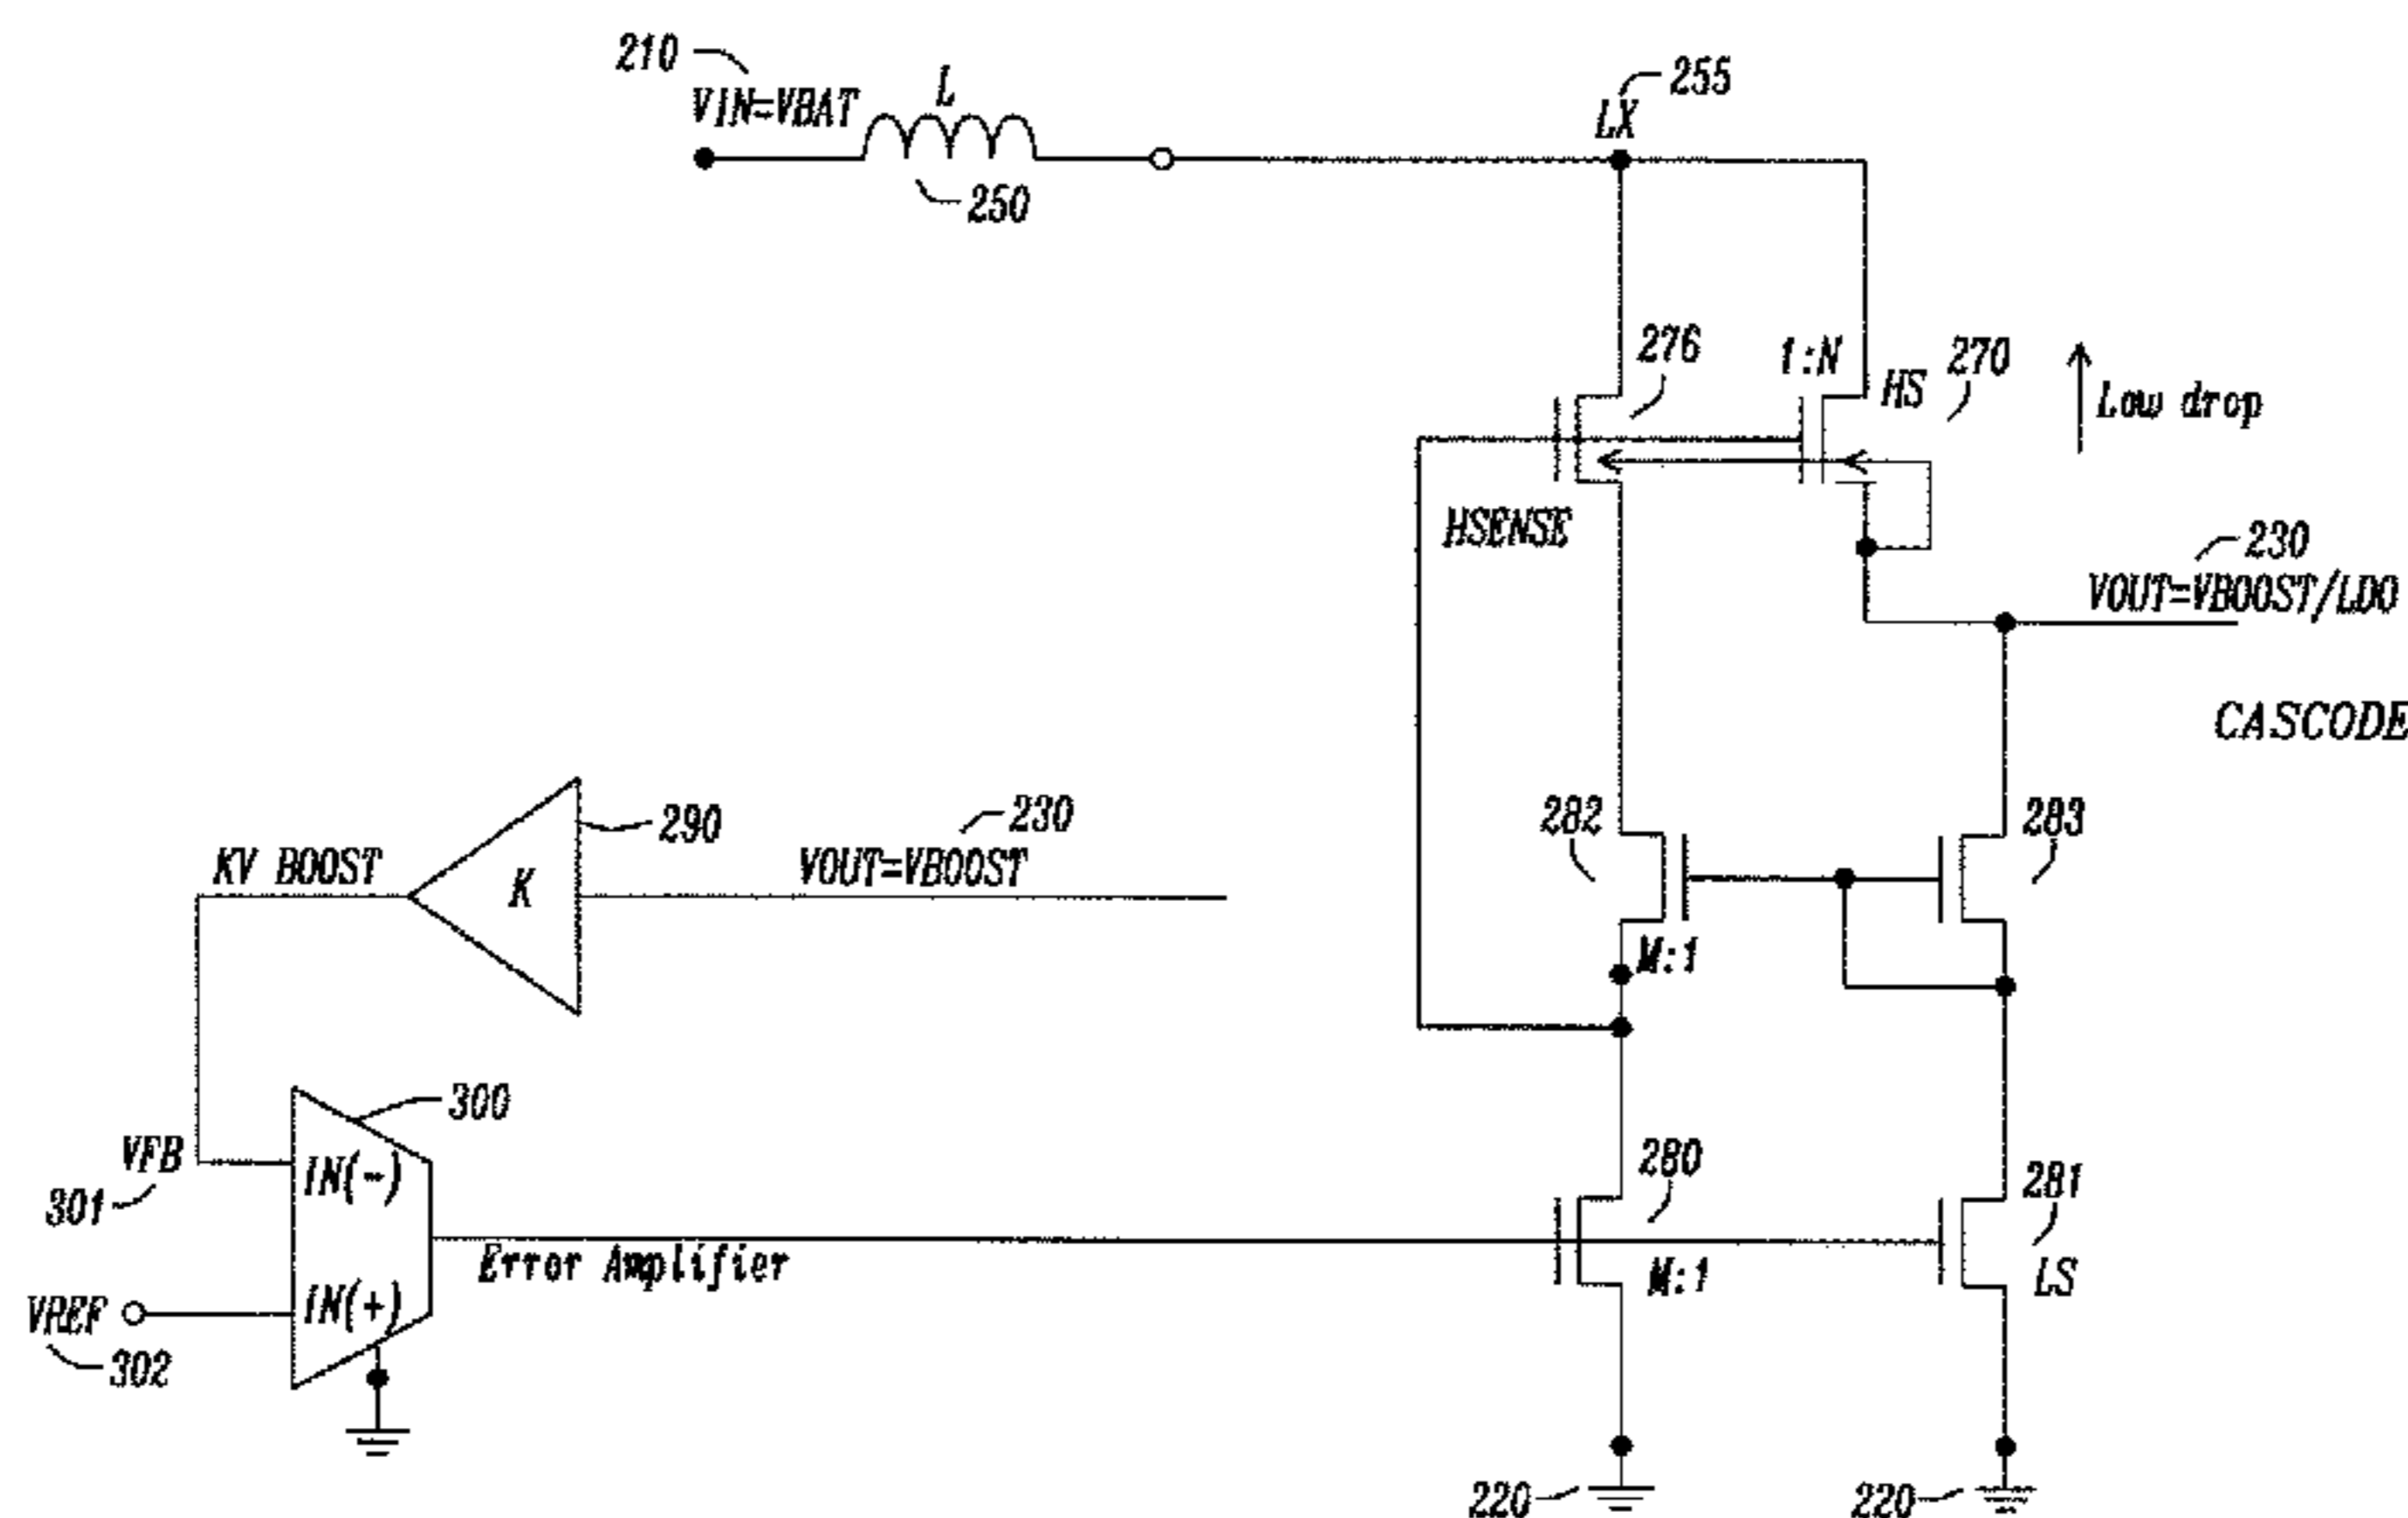 210
VIN=VBAT
L
250
LX
255
276
1:N
HS
270
Low drop
HSENSE
230
VOUT=VBOOST/LDO
CASCODE
282
283
M:1
290
K
KV BOOST
230
VOUT=VBOOST
300
VFB
301
IN(-)
IN(+)
VREF
302
Error Amplifier
280
M:1
281
LS
220
220